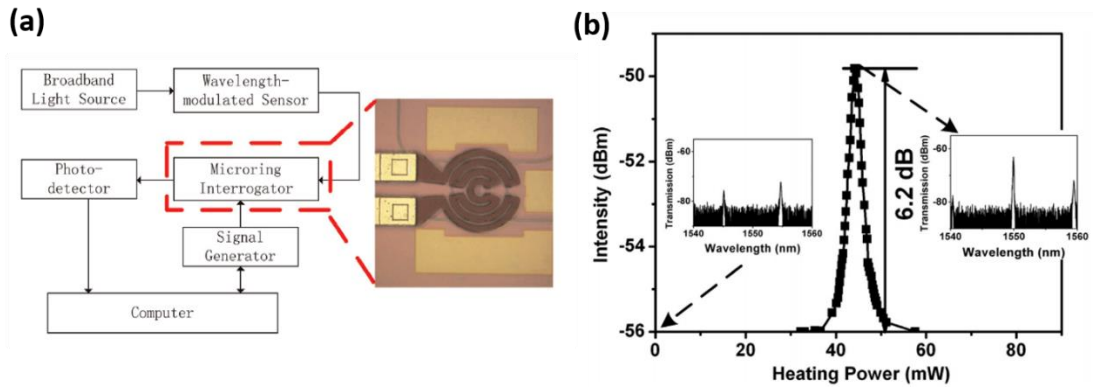 (a)
Broadband
Light Source
Wavelength-
modulated Sensor
Photo-
detector
Microring
Interrogator
Signal
Generator
Computer
(b)
Intensity (dBm)
-50
-52
-54
-56
0
20
40
60
80
Heating Power (mW)
6.2 dB
Transmission (dBm)
-60
-80
1540
1550
1560
Wavelength (nm)
Transmission (dBm)
-60
-80
1540
1550
1560
Wavelength (nm)